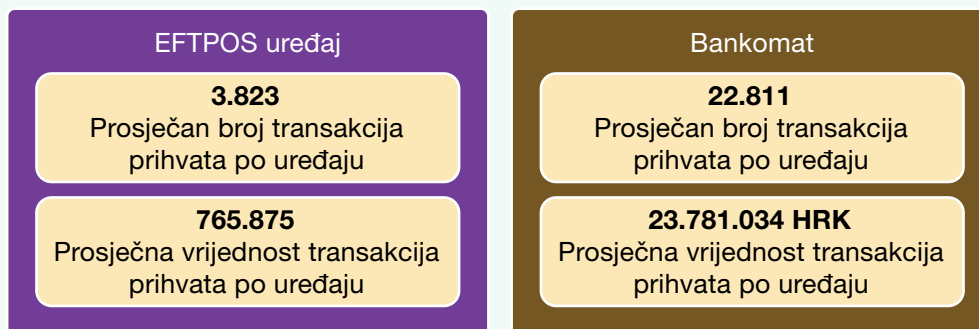 EFTPOS uređaj
3.823
Prosječan broj transakcija
prihvata po uređaju
765.875
Prosječna vrijednost transakcija
prihvata po uređaju
Bankomat
22.811
Prosječan broj transakcija
prihvata po uređaju
23.781.034 HRK
Prosječna vrijednost transakcija
prihvata po uređaju